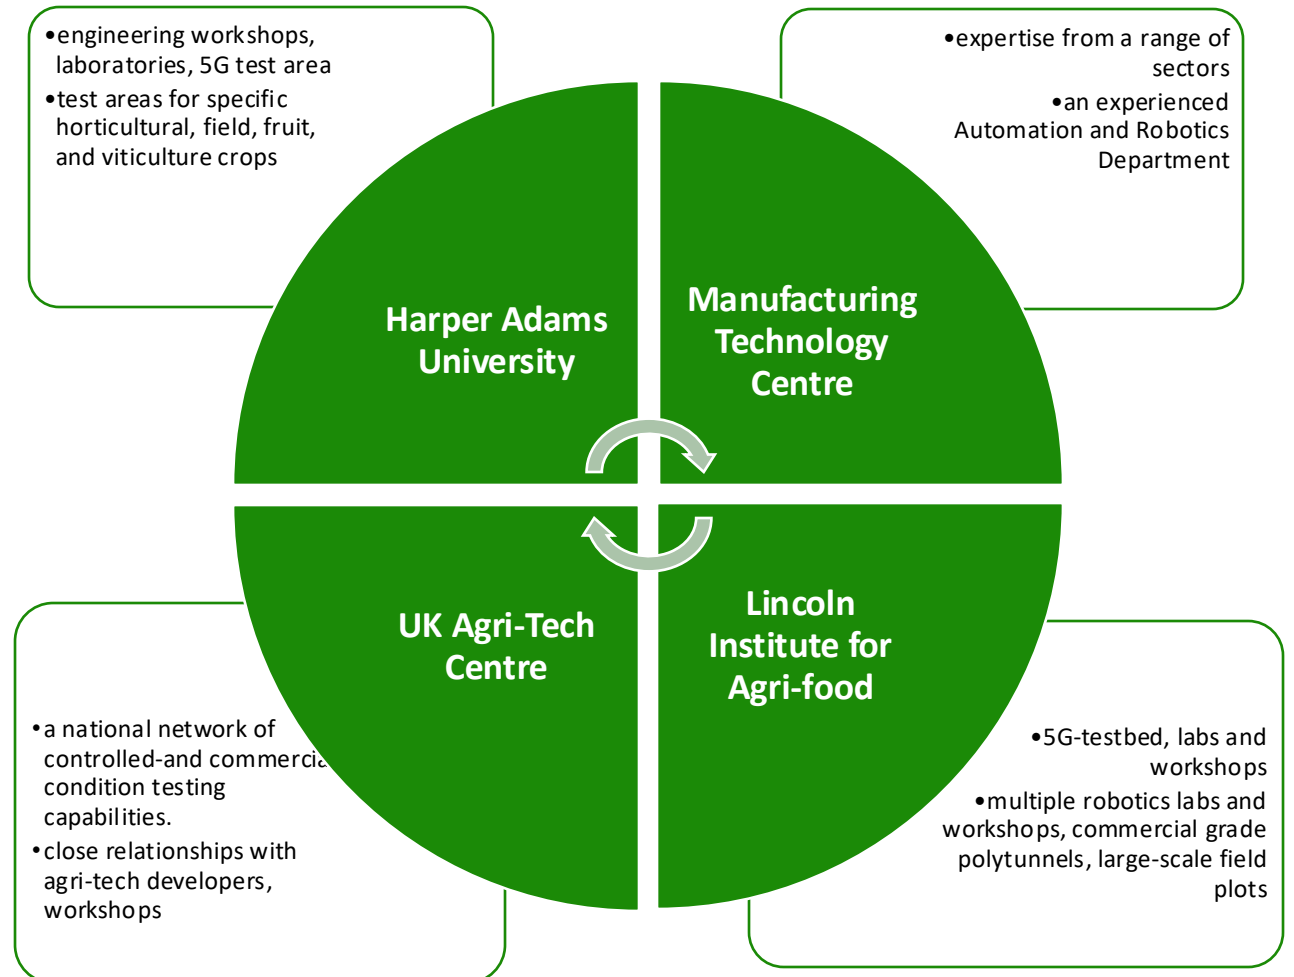 •engineering workshops,
laboratories, 5G test area
•test areas for specific
horticultural, field, fruit,
and viticulture crops
•expertise from a range of
sectors
•an experienced
Automation and Robotics
Department
Harper Adams
University
Manufacturing
Technology
Centre
UK Agri-Tech
Centre
Lincoln
Institute for
Agri-food
•a national network of
controlled-and commercia
condition testing
capabilities.
•close relationships with
agri-tech developers,
workshops
•5G-testbed, labs and
workshops
•multiple robotics labs and
workshops, commercial grade
polytunnels, large-scale field
plots